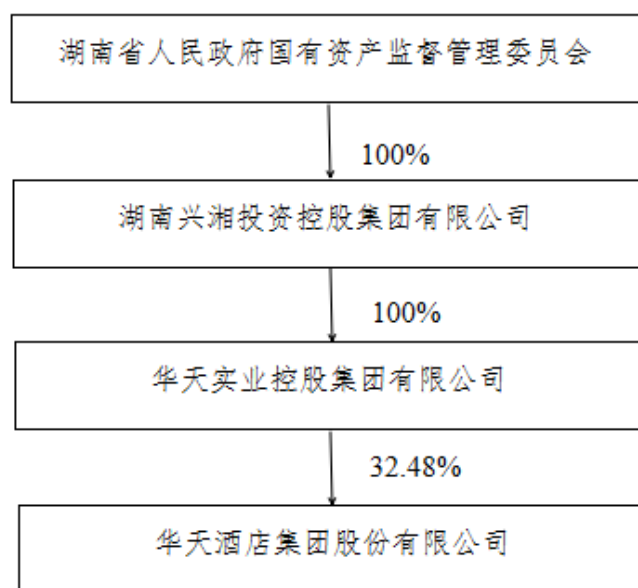 湖南省人民政府国有资产监督管理委员会
100%
湖南兴湘投资控股集团有限公司
100%
华天实业控股集团有限公司
32.48%
华天酒店集团股份有限公司